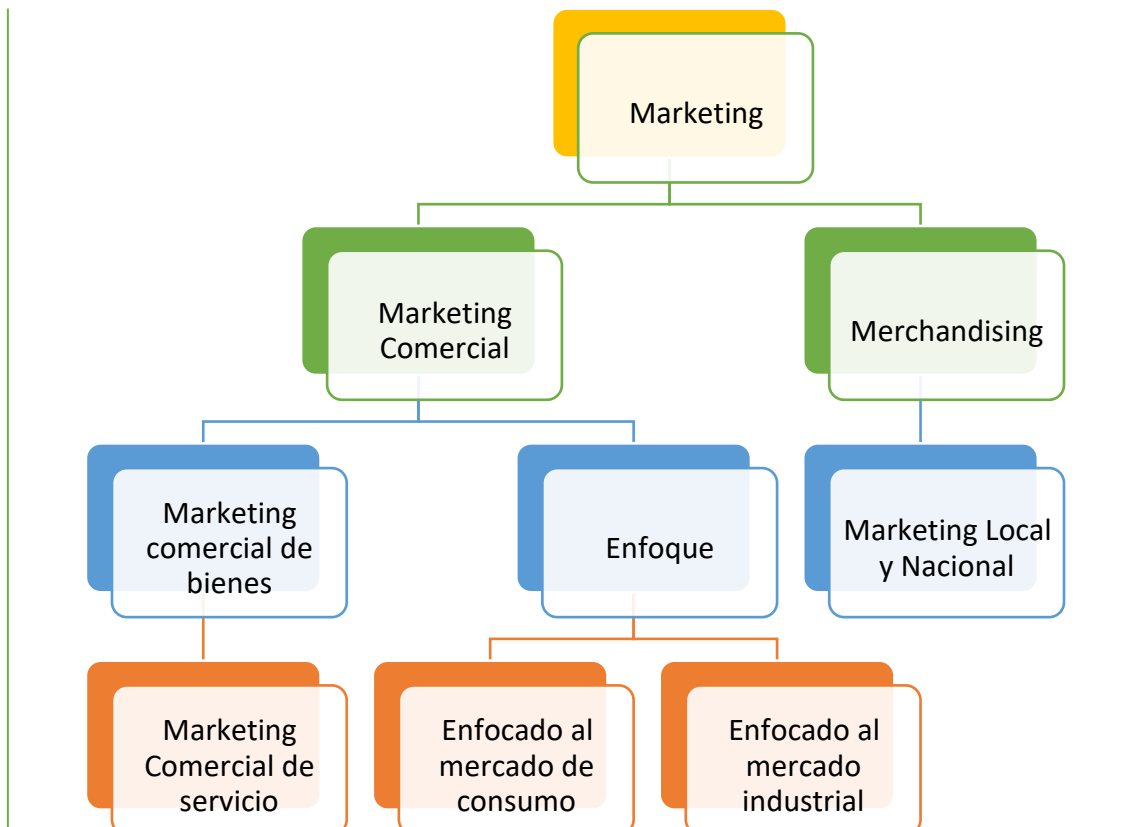 Marketing
Marketing
Comercial
Merchandising
Marketing
comercial de
bienes
Enfoque
Marketing Local
y Nacional
Marketing
Comercial de
servicio
Enfocado al
mercado de
consumo
Enfocado al
mercado
industrial